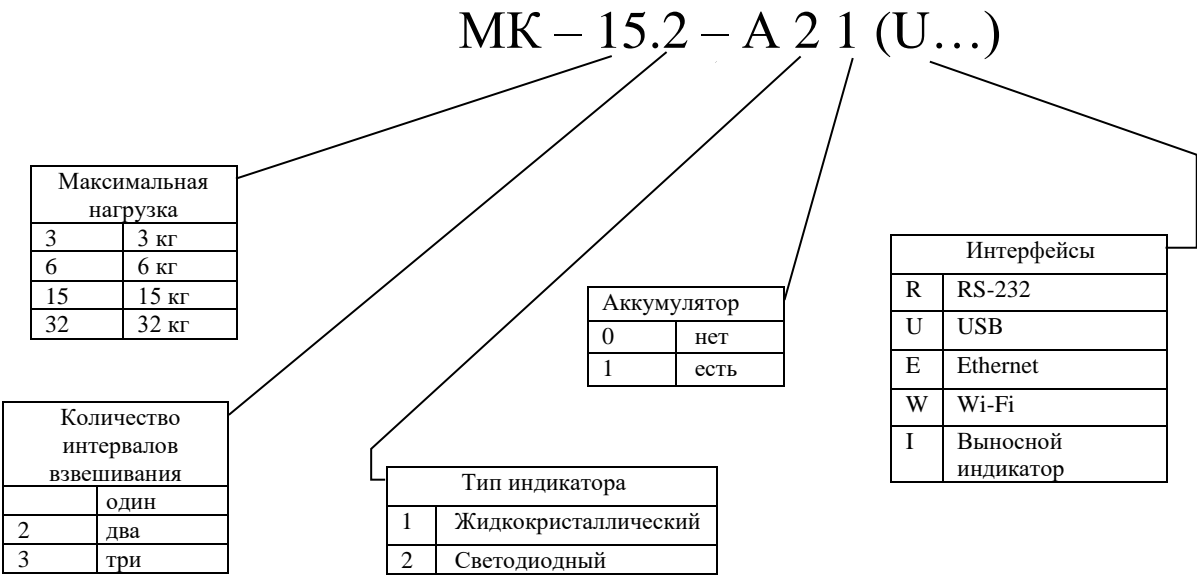 МК – 15.2 – А 2 1 (U…)
Максимальная
нагрузка
3 3 кг
6 6 кг
15 15 кг
32 32 кг
Количество
интервалов
взвешивания
один
2 два
3 три
Тип индикатора
1 Жидкокристаллический
2 Светодиодный
Аккумулятор
0 нет
1 есть
Интерфейсы
R RS-232
U USB
E Ethernet
W Wi-Fi
I Выносной
индикатор